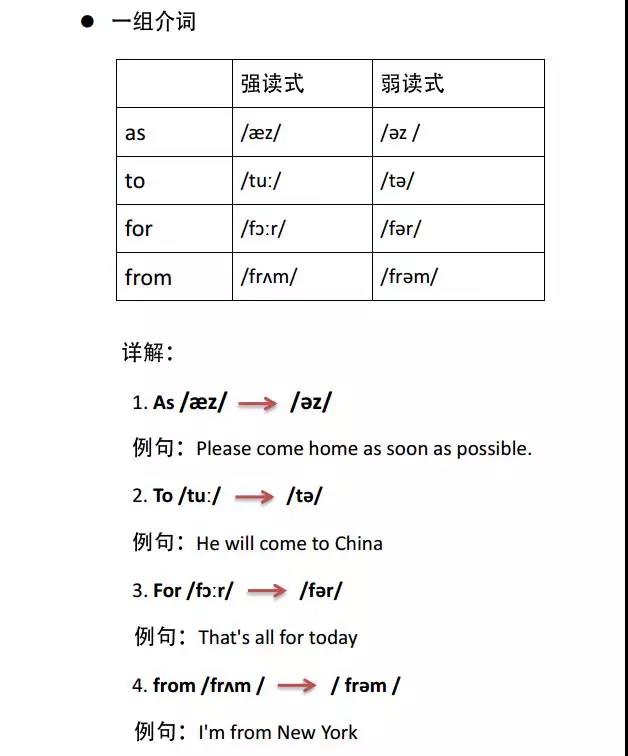 ● 一组介词
强读式 弱读式
as /æz/ /əz /
to /tuː/ /tə/
for /fɔːr/ /fər/
from /frʌm/ /frəm/
详解：
1. As /æz/ → /əz/
例句：Please come home as soon as possible.
2. To /tuː/ → /tə/
例句：He will come to China
3. For /fɔːr/ → /fər/
例句：That's all for today
4. from /frʌm / → / frəm /
例句：I'm from New York